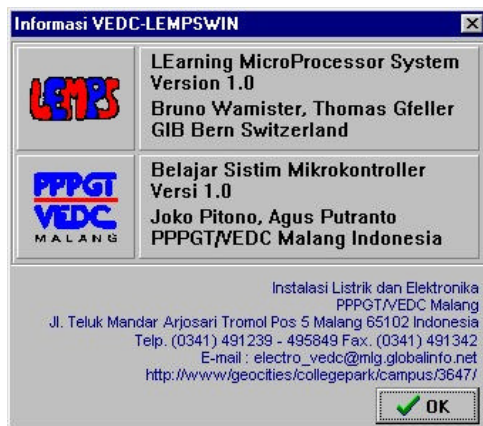 Informasi VEDC-LEMPSWIN
LEMPS
LEarning MicroProcessor System
Version 1.0
Bruno Wamister, Thomas Gfeller
GIB Bern Switzerland
PPPGT
VEDC
MALANG
Belajar Sistim Mikrokontroller
Versi 1.0
Joko Pitono, Agus Putranto
PPPGT/VEDC Malang Indonesia
Instalasi Listrik dan Elektronika
PPPGT/VEDC Malang
Jl. Teluk Mandar Arjosari Tromol Pos 5 Malang 65102 Indonesia
Telp. (0341) 491239 - 495849 Fax. (0341) 491342
E-mail : electro_vedc@mlg.globalinfo.net
http://www/geocities/collegepark/campus/3647/
OK